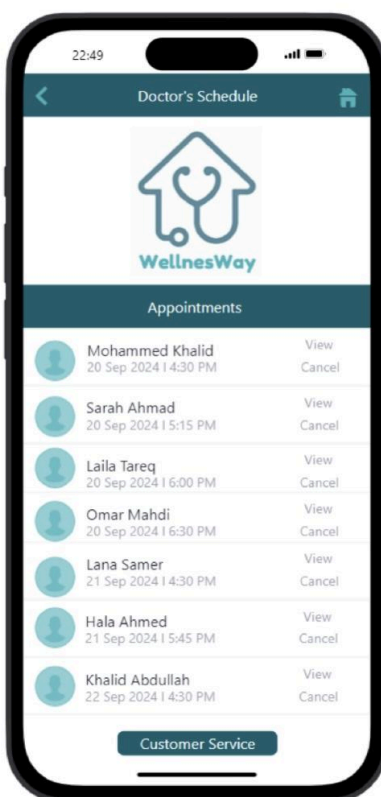 22:49
Doctor's Schedule
WellnesWay
Appointments
Mohammed Khalid View
20 Sep 2024 I 4:30 PM Cancel
Sarah Ahmad View
20 Sep 2024 I 5:15 PM Cancel
Laila Tareq View
20 Sep 2024 I 6:00 PM Cancel
Omar Mahdi View
20 Sep 2024 I 6:30 PM Cancel
Lana Samer View
21 Sep 2024 I 4:30 PM Cancel
Hala Ahmed View
21 Sep 2024 I 5:45 PM Cancel
Khalid Abdullah View
22 Sep 2024 I 4:30 PM Cancel
Customer Service